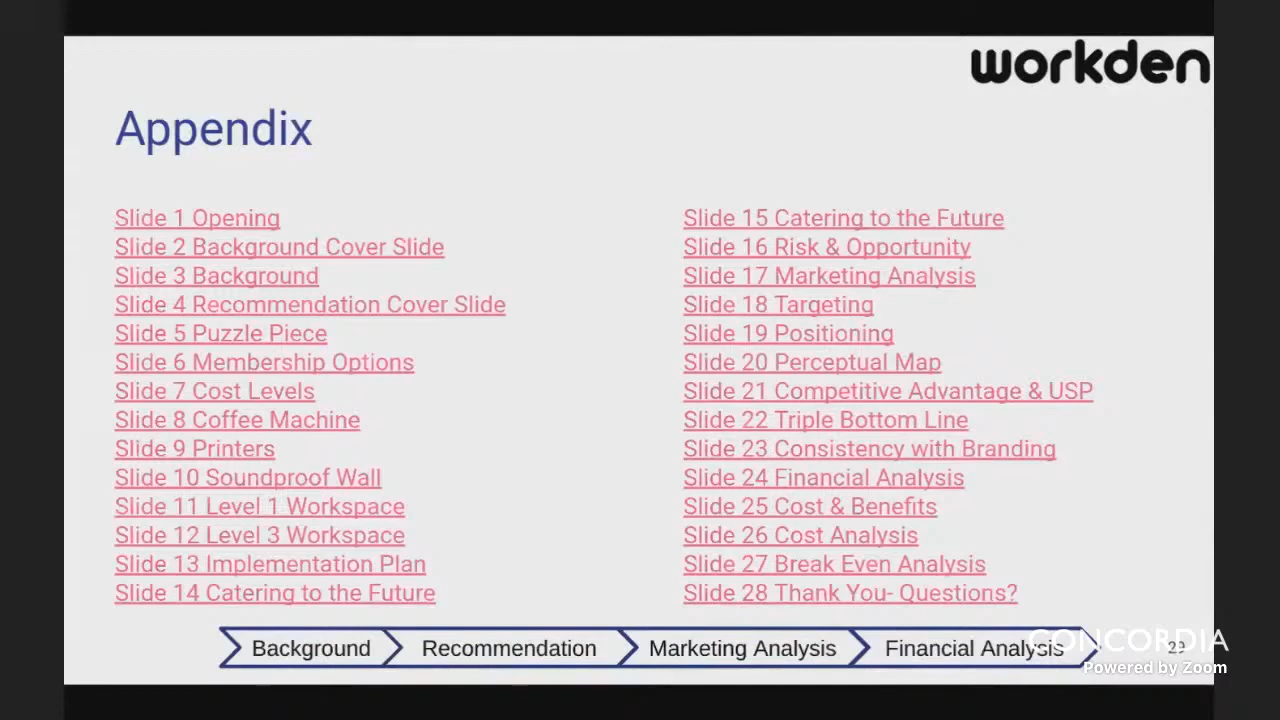 workden
Appendix
Slide 1 Opening
Slide 2 Background Cover Slide
Slide 3 Background
Slide 4 Recommendation Cover Slide
Slide 5 Puzzle Piece
Slide 6 Membership Options
Slide 7 Cost Levels
Slide 8 Coffee Machine
Slide 9 Printers
Slide 10 Soundproof Wall
Slide 11 Level 1 Workspace
Slide 12 Level 3 Workspace
Slide 13 Implementation Plan
Slide 14 Catering to the Future
Slide 15 Catering to the Future
Slide 16 Risk & Opportunity
Slide 17 Marketing Analysis
Slide 18 Targeting
Slide 19 Positioning
Slide 20 Perceptual Map
Slide 21 Competitive Advantage & USP
Slide 22 Triple Bottom Line
Slide 23 Consistency with Branding
Slide 24 Financial Analysis
Slide 25 Cost & Benefits
Slide 26 Cost Analysis
Slide 27 Break Even Analysis
Slide 28 Thank You- Questions?
Background Recommendation Marketing Analysis Financial Analysis
29
CONCORDIA
Powered by Zoom